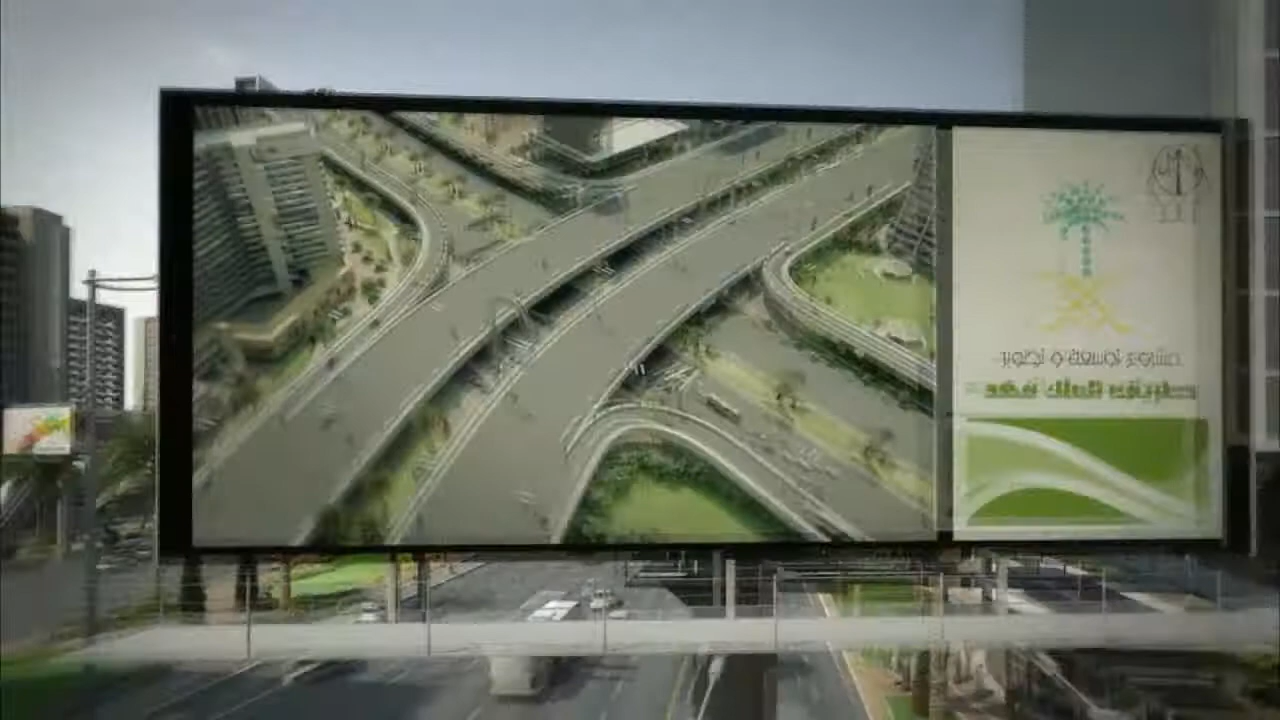 مشروع توسعة و تطوير
طريق الملك فهد